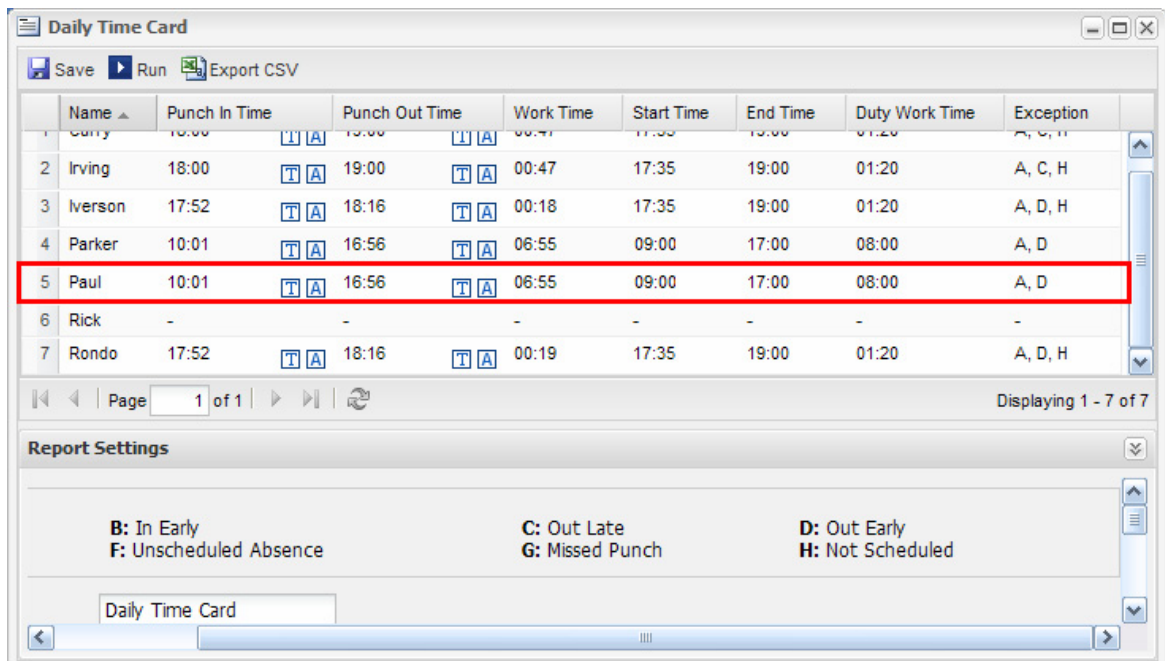 Daily Time Card
Save Run Export CSV
Name Punch In Time Punch Out Time Work Time Start Time End Time Duty Work Time Exception
T A T A
2 Irving 18:00 T A 19:00 T A 00:47 17:35 19:00 01:20 A, C, H
3 Iverson 17:52 T A 18:16 T A 00:18 17:35 19:00 01:20 A, D, H
4 Parker 10:01 T A 16:56 T A 06:55 09:00 17:00 08:00 A, D
5 Paul 10:01 T A 16:56 T A 06:55 09:00 17:00 08:00 A, D
6 Rick - - - - - - -
7 Rondo 17:52 T A 18:16 T A 00:19 17:35 19:00 01:20 A, D, H
Page 1 of 1 Displaying 1 - 7 of 7
Report Settings
B: In Early C: Out Late D: Out Early
F: Unscheduled Absence G: Missed Punch H: Not Scheduled
Daily Time Card